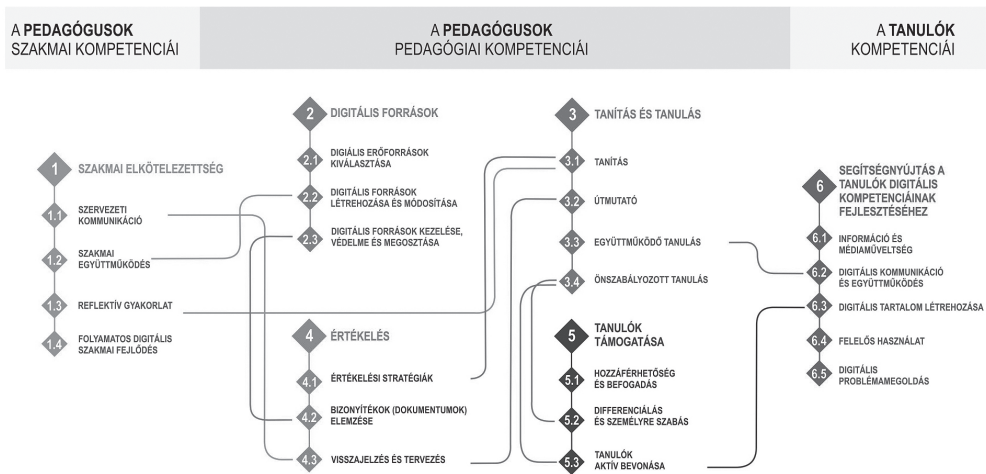 A PEDAGÓGUSOK
SZAKMAI KOMPETENCIÁI
A PEDAGÓGUSOK
PEDAGÓGIAI KOMPETENCIÁI
A TANULÓK
KOMPETENCIÁI
1 SZAKMAI ELKÖTELEZETTSÉG
1.1 SZERVEZETI
KOMMUNIKÁCIÓ
1.2 SZAKMAI
EGYÜTTMŰKÖDÉS
1.3 REFLEKTÍV GYAKORLAT
1.4 FOLYAMATOS DIGITÁLIS
SZAKMAI FEJLŐDÉS
2 DIGITÁLIS FORRÁSOK
2.1 DIGIÁLIS ERŐFORRÁSOK
KIVÁLASZTÁSA
2.2 DIGITÁLIS FORRÁSOK
LÉTREHOZÁSA ÉS MÓDOSÍTÁSA
2.3 DIGITÁLIS FORRÁSOK KEZELÉSE,
VÉDELME ÉS MEGOSZTÁSA
4 ÉRTÉKELÉS
4.1 ÉRTÉKELÉSI STRATÉGIÁK
4.2 BIZONYÍTÉKOK (DOKUMENTUMOK)
ELEMZÉSE
4.3 VISSZAJELZÉS ÉS TERVEZÉS
3 TANÍTÁS ÉS TANULÁS
3.1 TANÍTÁS
3.2 ÚTMUTATÓ
3.3 EGYÜTTMŰKÖDŐ TANULÁS
3.4 ÖNSZABÁLYOZOTT TANULÁS
5 TANULÓK
TÁMOGATÁSA
5.1 HOZZÁFÉRHETŐSÉG
ÉS BEFOGADÁS
5.2 DIFFERENCIÁLÁS
ÉS SZEMÉLYRE SZABÁS
5.3 TANULÓK
AKTÍV BEVONÁSA
6 SEGÍTSÉGNYÚJTÁS A
TANULÓK DIGITÁLIS
KOMPETENCIÁINAK
FEJLESZTÉSÉHEZ
6.1 INFORMÁCIÓ ÉS
MÉDIAMŰVELTSÉG
6.2 DIGITÁLIS KOMMUNIKÁCIÓ
ÉS EGYÜTTMŰKÖDÉS
6.3 DIGITÁLIS TARTALOM LÉTREHOZÁSA
6.4 FELELŐS HASZNÁLAT
6.5 DIGITÁLIS
PROBLÉMAMEGOLDÁS